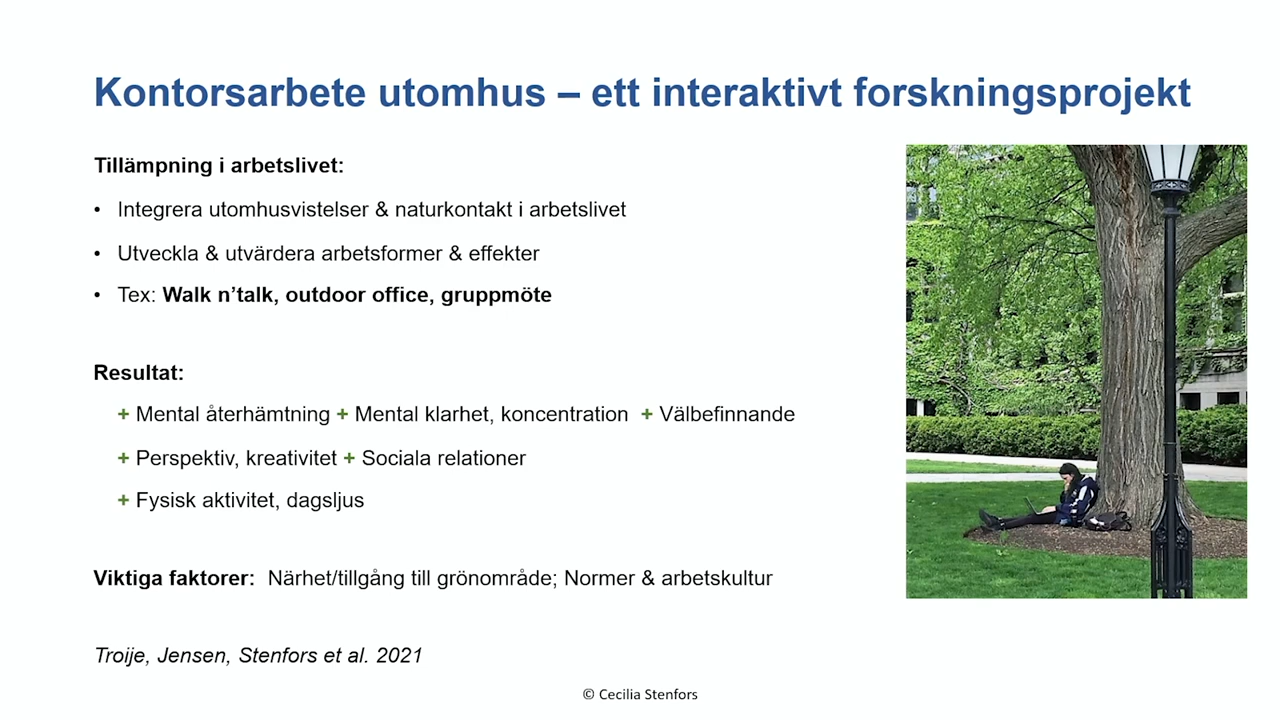 Kontorsarbete utomhus – ett interaktivt forskningsprojekt
Tillämpning i arbetslivet:
• Integrera utomhusvistelser & naturkontakt i arbetslivet
• Utveckla & utvärdera arbetsformer & effekter
• Tex: Walk n’talk, outdoor office, gruppmöte
Resultat:
+ Mental återhämtning + Mental klarhet, koncentration + Välbefinnande
+ Perspektiv, kreativitet + Sociala relationer
+ Fysisk aktivitet, dagsljus
Viktiga faktorer: Närhet/tillgång till grönområde; Normer & arbetskultur
Troije, Jensen, Stenfors et al. 2021
© Cecilia Stenfors